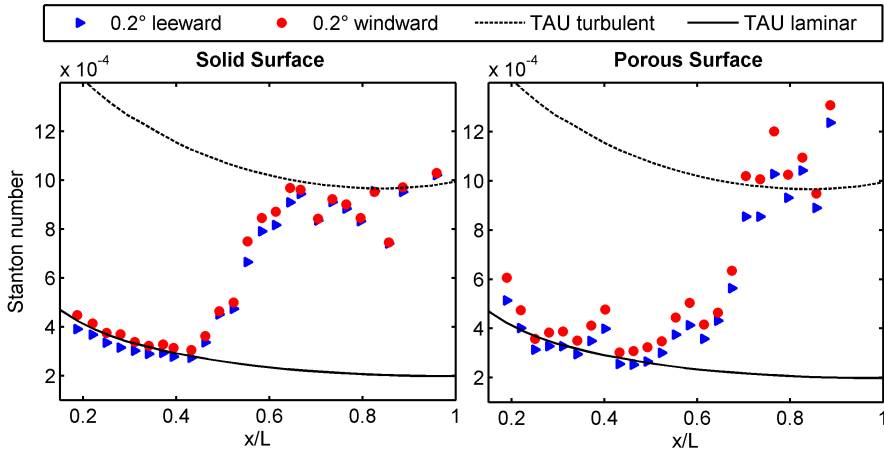 0.2° leeward 0.2° windward TAU turbulent TAU laminar
Solid Surface
x 10-4
12
10
8
6
4
2
0.2 0.4 0.6 0.8 1
x/L
Stanton number
Porous Surface
x 10-4
12
10
8
6
4
2
0.2 0.4 0.6 0.8 1
x/L